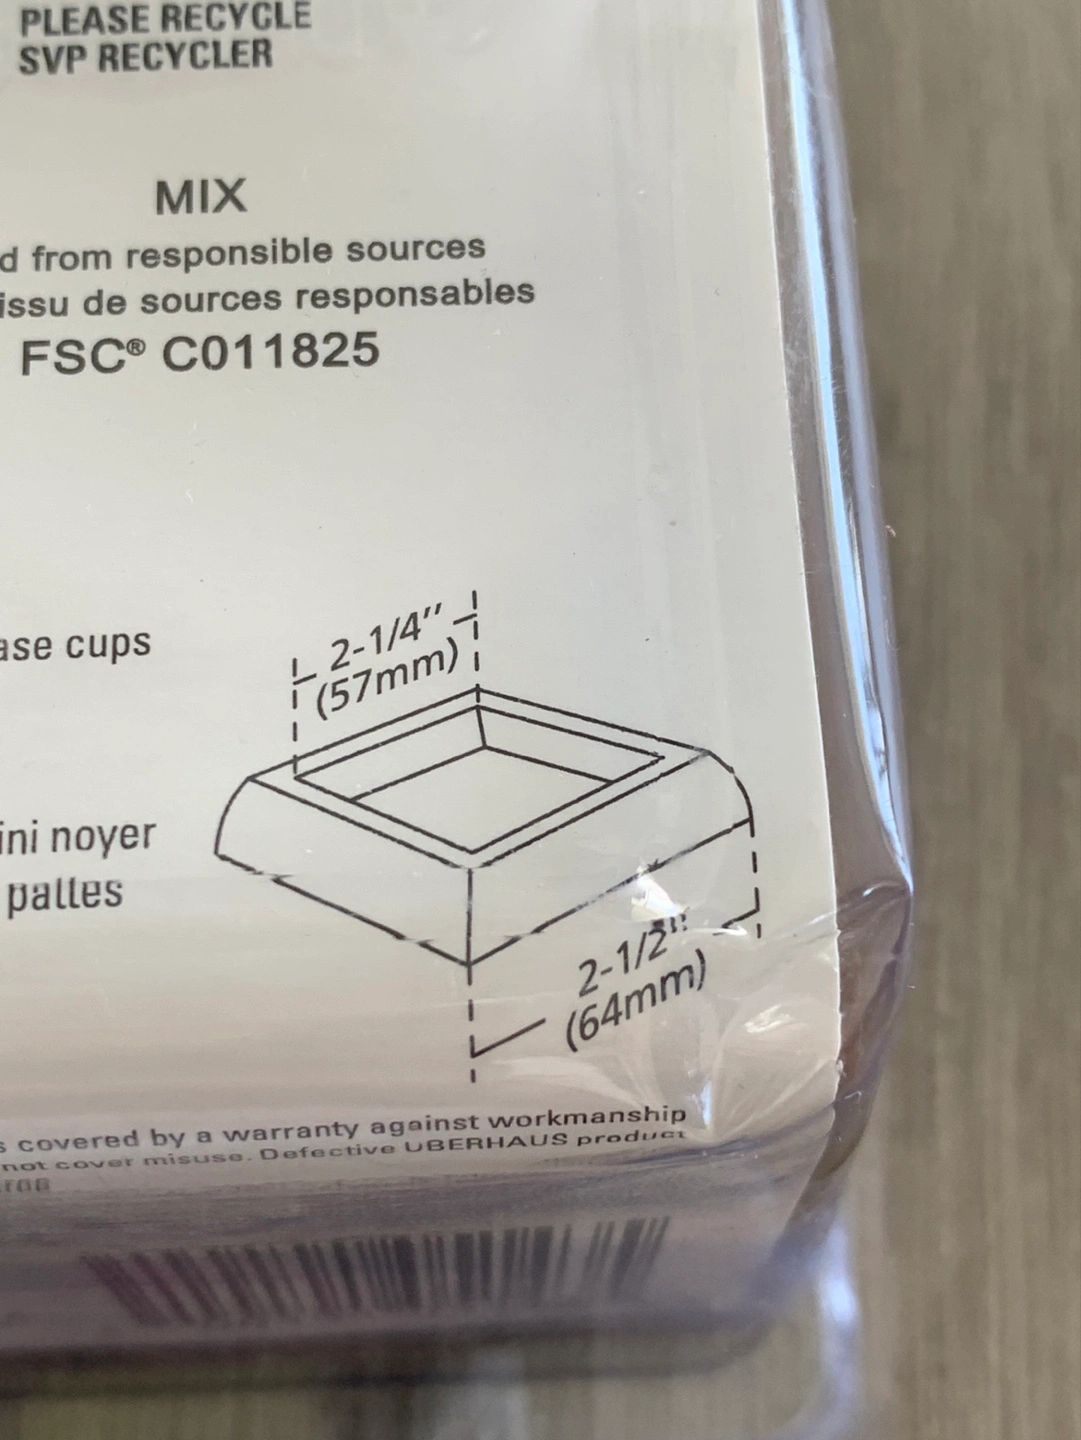 PLEASE RECYCLE
SVP RECYCLER
MIX
d from responsible sources
issu de sources responsables
FSC® C011825
2-1/4"
(57mm)
ase cups
ini noyer
pattes
2-1/2"
(64mm)
s covered by a warranty against workmanship
not cover misuse. Defective UBERHAUS product